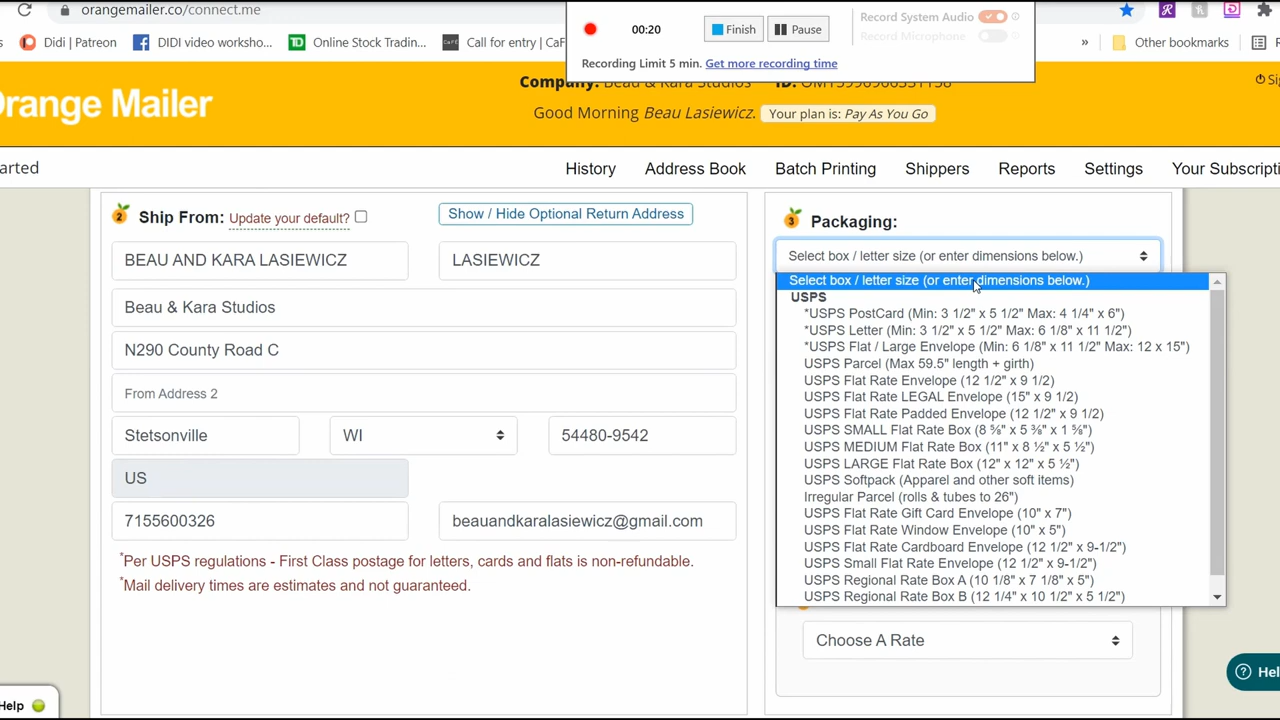 orangemailer.co/connect.me
00:20
Finish
Pause
Record System Audio
Record Microphone
Recording Limit 5 min. Get more recording time
Didi | Patreon
DIDI video worksho...
TD
Online Stock Tradin...
CaFE
Call for entry | CaF
»
Other bookmarks
Orange Mailer
Company: Beau & Kara Studios
ID:
Good Morning Beau Lasiewicz.
Your plan is: Pay As You Go
arted
History
Address Book
Batch Printing
Shippers
Reports
Settings
Your Subscripti
2
Ship From:
Update your default?
Show / Hide Optional Return Address
BEAU AND KARA LASIEWICZ
LASIEWICZ
Beau & Kara Studios
N290 County Road C
From Address 2
Stetsonville
WI
54480-9542
US
7155600326
beauandkaralasiewicz@gmail.com
*Per USPS regulations - First Class postage for letters, cards and flats is non-refundable.
*Mail delivery times are estimates and not guaranteed.
3
Packaging:
Select box / letter size (or enter dimensions below.)
Select box / letter size (or enter dimensions below.)
USPS
*USPS PostCard (Min: 3 1/2" x 5 1/2" Max: 4 1/4" x 6")
*USPS Letter (Min: 3 1/2" x 5 1/2" Max: 6 1/8" x 11 1/2")
*USPS Flat / Large Envelope (Min: 6 1/8" x 11 1/2" Max: 12 x 15")
USPS Parcel (Max 59.5" length + girth)
USPS Flat Rate Envelope (12 1/2" x 9 1/2)
USPS Flat Rate LEGAL Envelope (15" x 9 1/2)
USPS Flat Rate Padded Envelope (12 1/2" x 9 1/2)
USPS SMALL Flat Rate Box (8 ⅝" x 5 ⅜" x 1 ⅝")
USPS MEDIUM Flat Rate Box (11" x 8 ½" x 5 ½")
USPS LARGE Flat Rate Box (12" x 12" x 5 ½")
USPS Softpack (Apparel and other soft items)
Irregular Parcel (rolls & tubes to 26")
USPS Flat Rate Gift Card Envelope (10" x 7")
USPS Flat Rate Window Envelope (10" x 5")
USPS Flat Rate Cardboard Envelope (12 1/2" x 9-1/2")
USPS Small Flat Rate Envelope (12 1/2" x 9-1/2")
USPS Regional Rate Box A (10 1/8" x 7 1/8" x 5")
USPS Regional Rate Box B (12 1/4" x 10 1/2" x 5 1/2")
Choose A Rate
Hel
Help